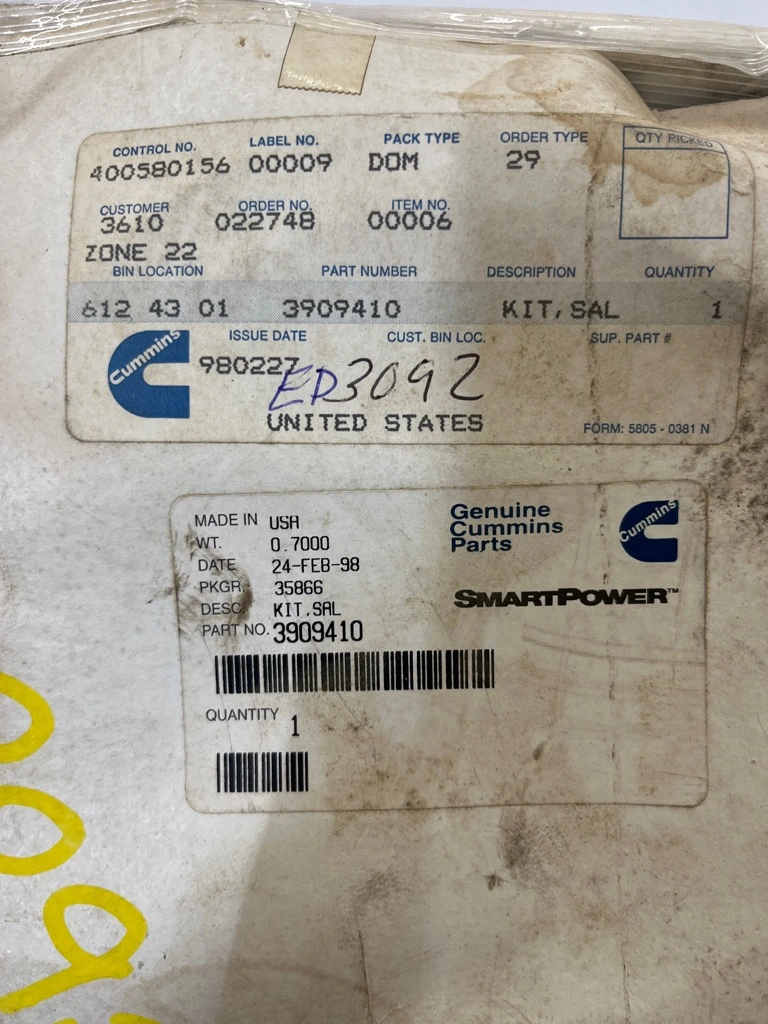 CONTROL NO. LABEL NO. PACK TYPE ORDER TYPE QTY PICKED
400580156 00009 DOM 29
CUSTOMER ORDER NO. ITEM NO.
3610 022748 00006
ZONE 22
BIN LOCATION PART NUMBER DESCRIPTION QUANTITY
612 43 01 3909410 KIT,SAL 1
ISSUE DATE CUST. BIN LOC. SUP. PART #
Cummins
980227
ED3092
UNITED STATES
FORM: 5805 - 0381 N
MADE IN USA
WT. 0.7000
DATE 24-FEB-98
PKGR. 35866
DESC. KIT,SAL
PART NO. 3909410
QUANTITY 1
Genuine
Cummins
Parts
Cummins
SMARTPOWER™